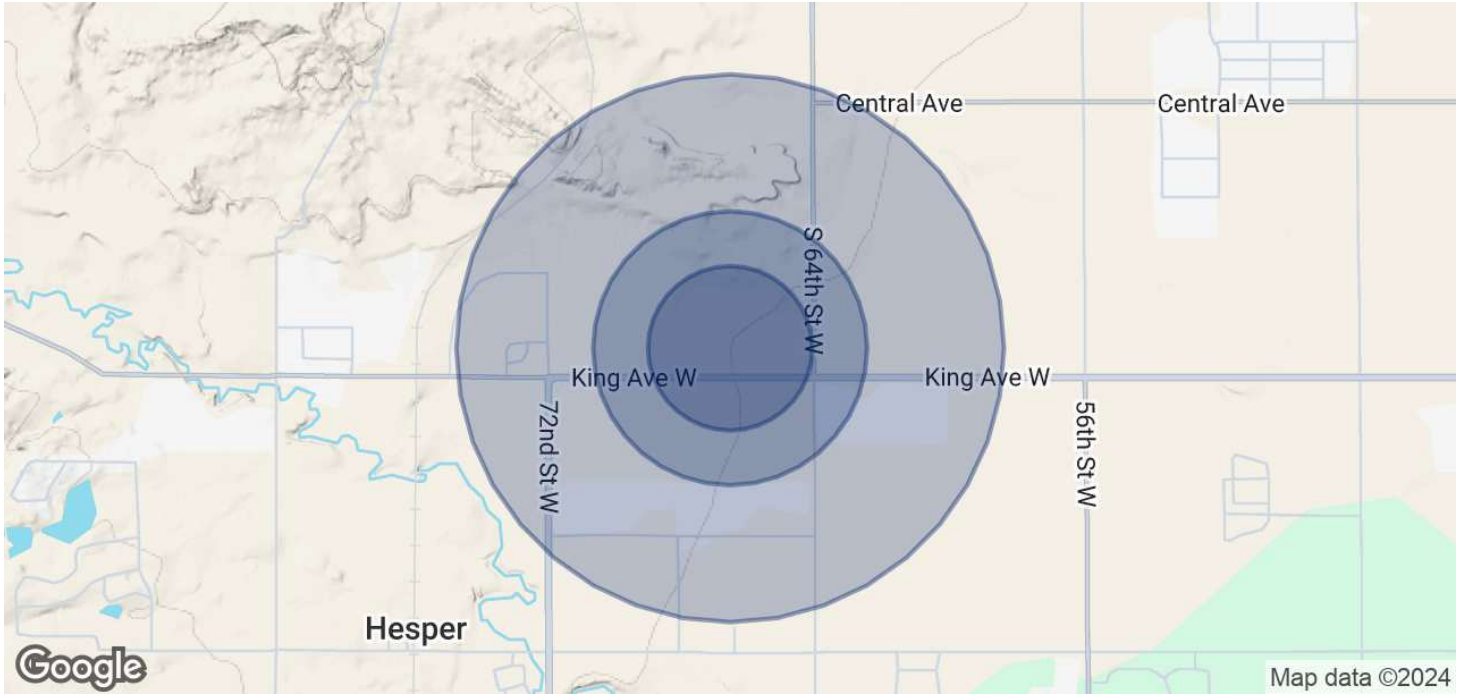 Central Ave
Central Ave
S 64th St W
King Ave W
King Ave W
72nd St W
56th St W
Hesper
Google
Map data ©2024